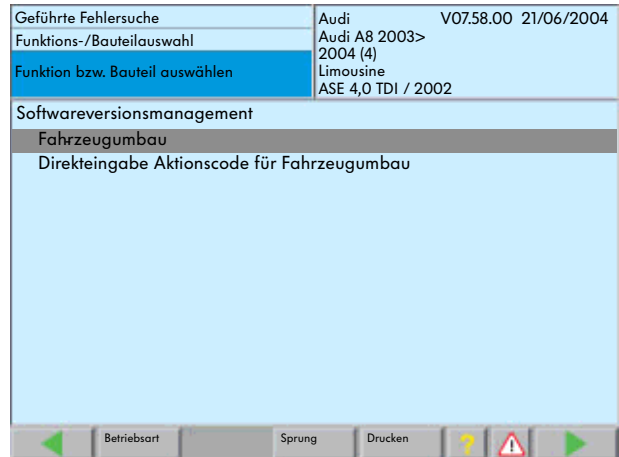 Geführte Fehlersuche
Funktions-/Bauteilauswahl
Funktion bzw. Bauteil auswählen
Audi V07.58.00 21/06/2004
Audi A8 2003>
2004 (4)
Limousine
ASE 4,0 TDI / 2002
Softwareversionsmanagement
Fahrzeugumbau
Direkteingabe Aktionscode für Fahrzeugumbau
Betriebsart Sprung Drucken ?